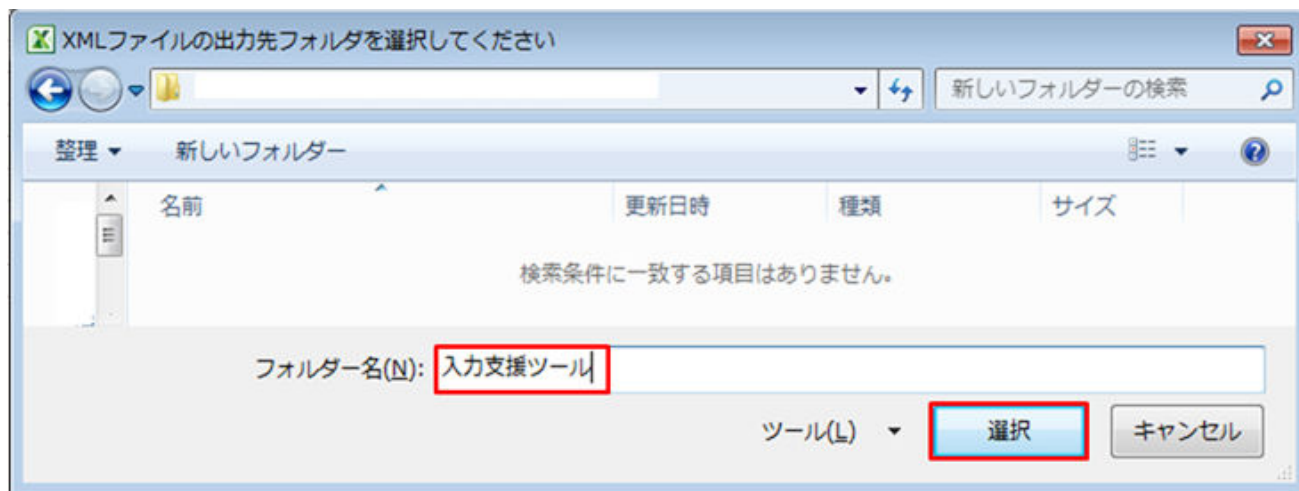 XMLファイルの出力先フォルダを選択してください
新しいフォルダーの検索
整理 新しいフォルダー
名前 更新日時 種類 サイズ
検索条件に一致する項目はありません。
フォルダー名(N): 入力支援ツール
ツール(L) 選択 キャンセル